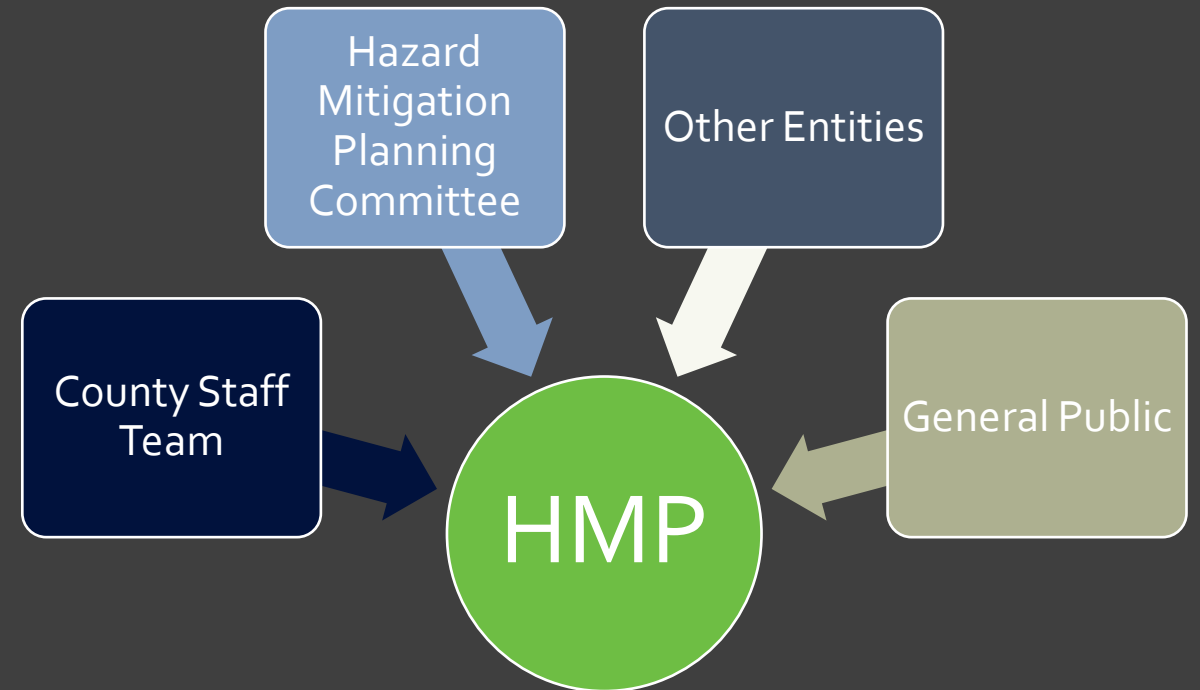 Hazard
Mitigation
Planning
Committee
Other Entities
County Staff
Team
General Public
HMP